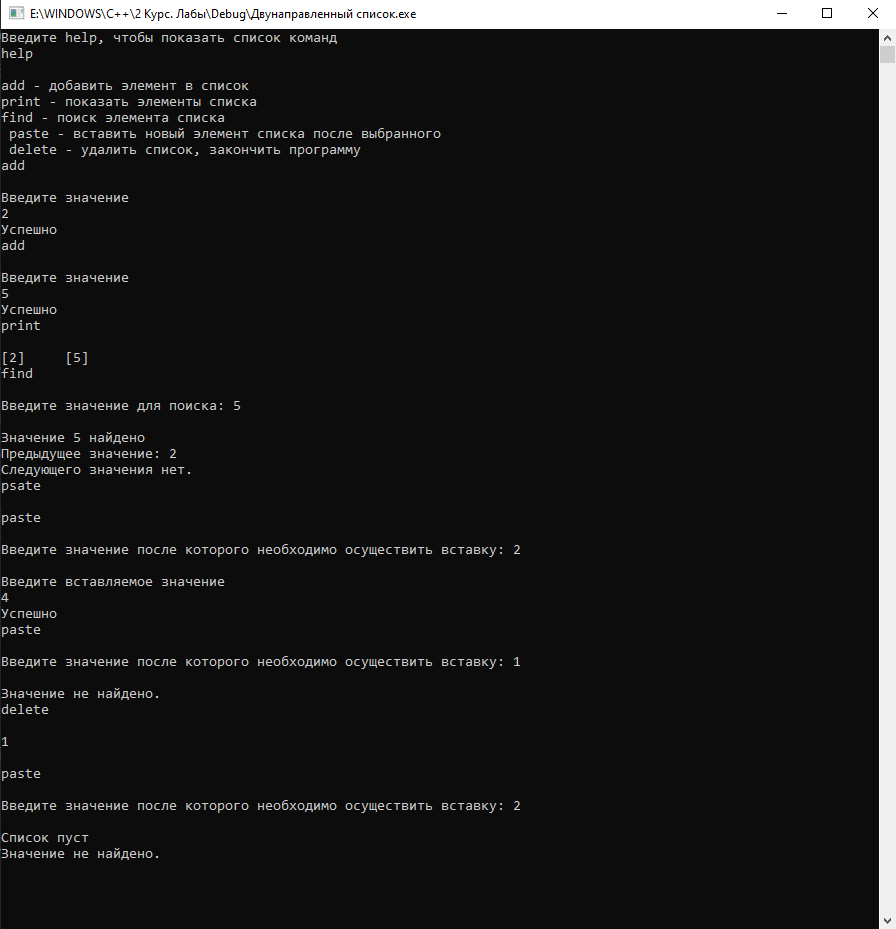 E:\WINDOWS\C++\2 Курс. Лабы\Debug\Двунаправленный список.exe
Введите help, чтобы показать список команд
help
add - добавить элемент в список
print - показать элементы списка
find - поиск элемента списка
paste - вставить новый элемент списка после выбранного
delete - удалить список, закончить программу
add
Введите значение
2
Успешно
add
Введите значение
5
Успешно
print
[2] [5]
find
Введите значение для поиска: 5
Значение 5 найдено
Предыдущее значение: 2
Следующего значения нет.
psate
paste
Введите значение после которого необходимо осуществить вставку: 2
Введите вставляемое значение
4
Успешно
paste
Введите значение после которого необходимо осуществить вставку: 1
Значение не найдено.
delete
1
paste
Введите значение после которого необходимо осуществить вставку: 2
Список пуст
Значение не найдено.